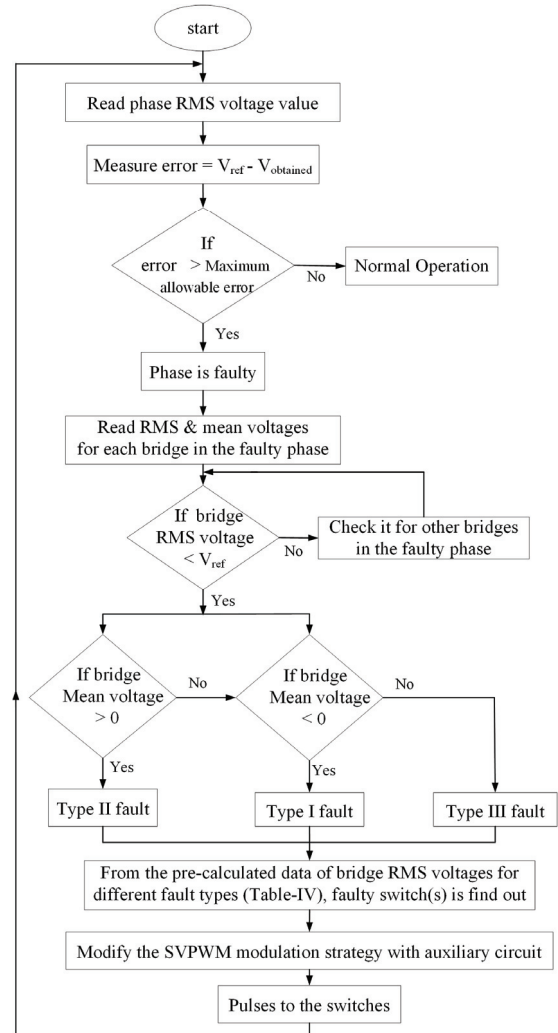 start
Read phase RMS voltage value
Measure error = Vref - Vobtained
If
error > Maximum
allowable error
No
Normal Operation
Yes
Phase is faulty
Read RMS & mean voltages
for each bridge in the faulty phase
If bridge
RMS voltage
< Vref
No
Check it for other bridges
in the faulty phase
Yes
If bridge
Mean voltage
> 0
No
If bridge
Mean voltage
< 0
No
Yes
Yes
Type II fault
Type I fault
Type III fault
From the pre-calculated data of bridge RMS voltages for
different fault types (Table-IV), faulty switch(s) is find out
Modify the SVPWM modulation strategy with auxiliary circuit
Pulses to the switches